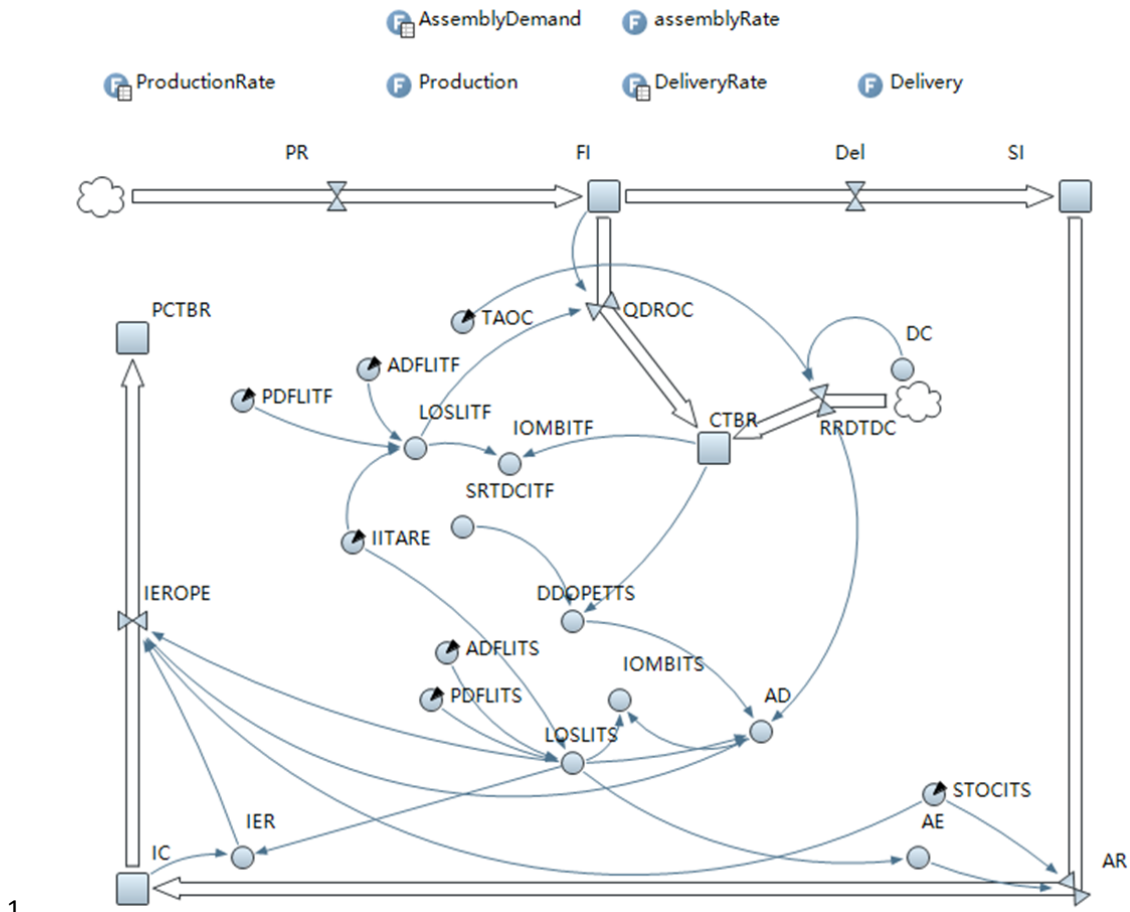 AssemblyDemand assemblyRate
ProductionRate Production DeliveryRate Delivery
PR FI Del SI
PCTBR
TAOC QDROC
DC
ADFLITF
PDFLITF
LOSLITF
IOMBITF CTBR RRDTDC
SRTDCITF
IITARE
IEROPE DDOPETTS
ADFLITS
IOMBITS
PDFLITS AD
LOSLITS
STOCITS
IER AE
IC AR
1